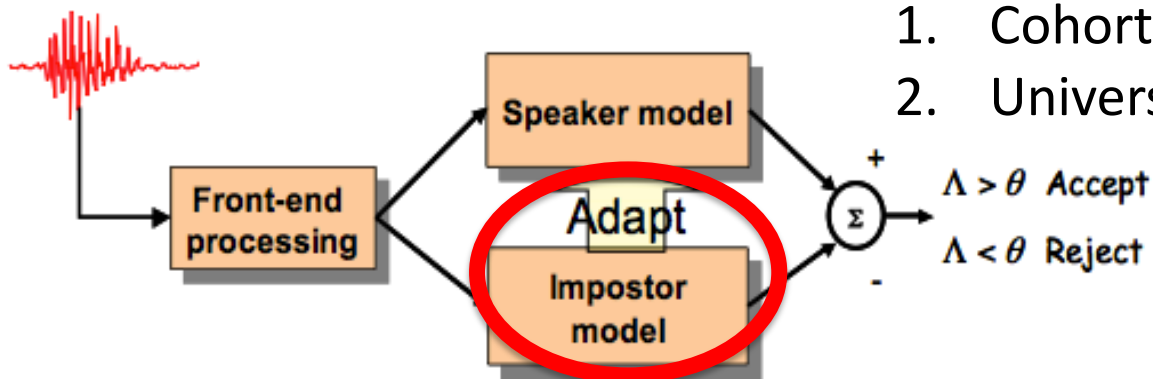 1. Cohort
2. Univers
Speaker model
Front-end
processing
Adapt
Impostor
model
+
Σ
-
Λ > θ Accept
Λ < θ Reject